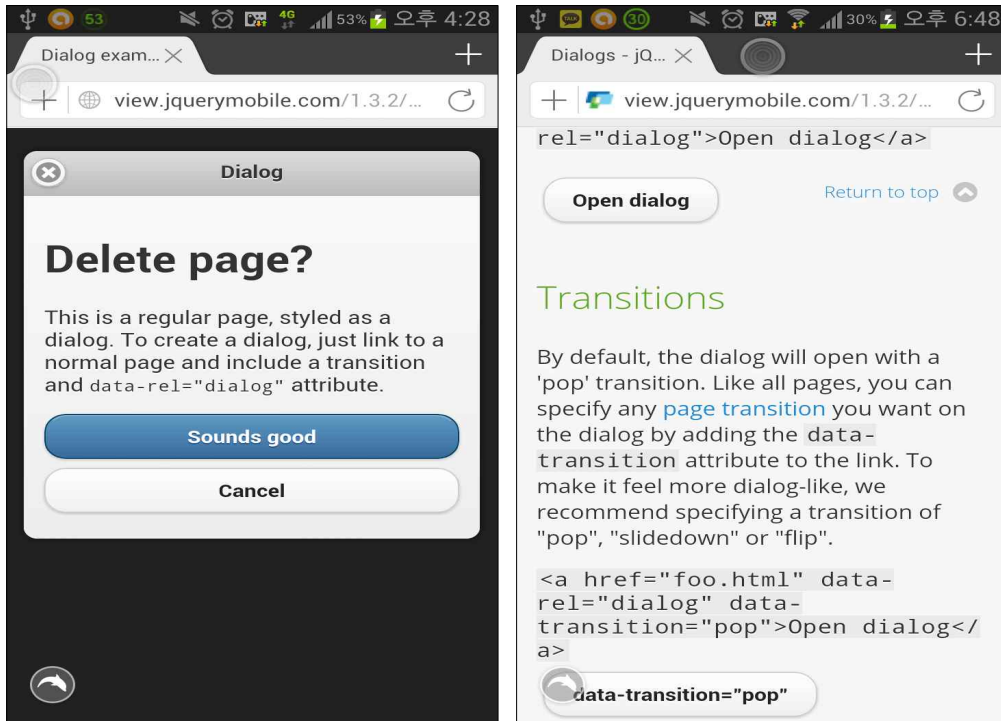 53 4G 53% 오후 4:28
Dialog exam...
view.jquerymobile.com/1.3.2/...
Dialog
Delete page?
This is a regular page, styled as a
dialog. To create a dialog, just link to a
normal page and include a transition
and data-rel="dialog" attribute.
Sounds good
Cancel
TALK 30 30% 오후 6:48
Dialogs - jQ...
view.jquerymobile.com/1.3.2/...
rel="dialog">Open dialog</a>
Open dialog
Return to top
Transitions
By default, the dialog will open with a
'pop' transition. Like all pages, you can
specify any page transition you want on
the dialog by adding the data-
transition attribute to the link. To
make it feel more dialog-like, we
recommend specifying a transition of
"pop", "slidedown" or "flip".
<a href="foo.html" data-
rel="dialog" data-
transition="pop">Open dialog</
a>
data-transition="pop"